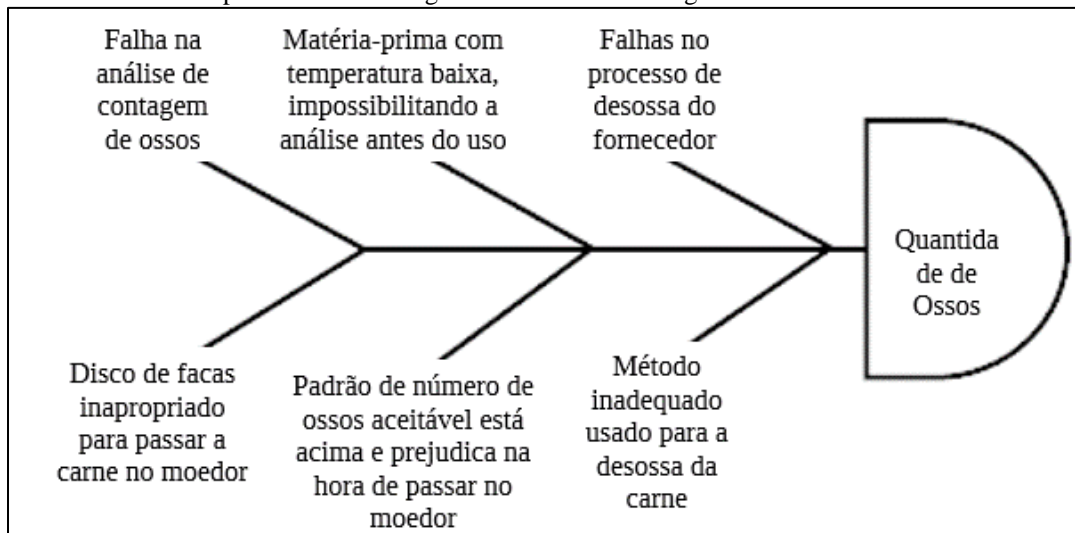 Falha na
análise de
contagem
de ossos
Matéria-prima com
temperatura baixa,
impossibilitando a
análise antes do uso
Falhas no
processo de
desossa do
fornecedor
Quantida
de de
Ossos
Disco de facas
inapropriado
para passar a
carne no moedor
Padrão de número de
ossos aceitável está
acima e prejudica na
hora de passar no
moedor
Método
inadequado
usado para a
desossa da
carne